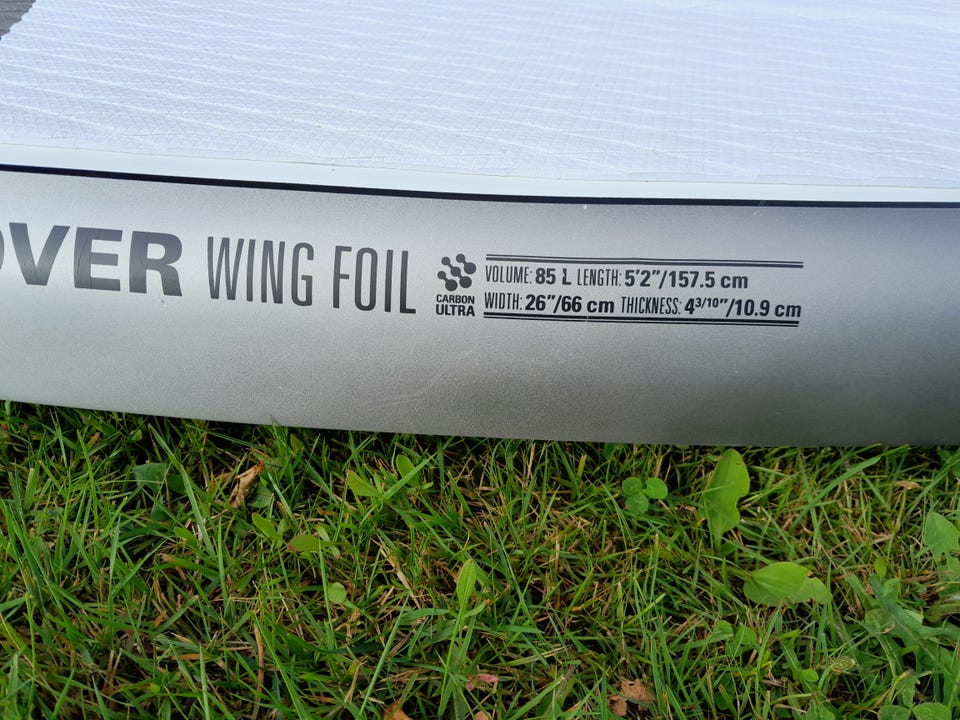 OVER WING FOIL
CARBON
ULTRA
VOLUME: 85 L LENGTH: 5'2"/157.5 cm
WIDTH: 26"/66 cm THICKNESS: 4 3/10"/10.9 cm